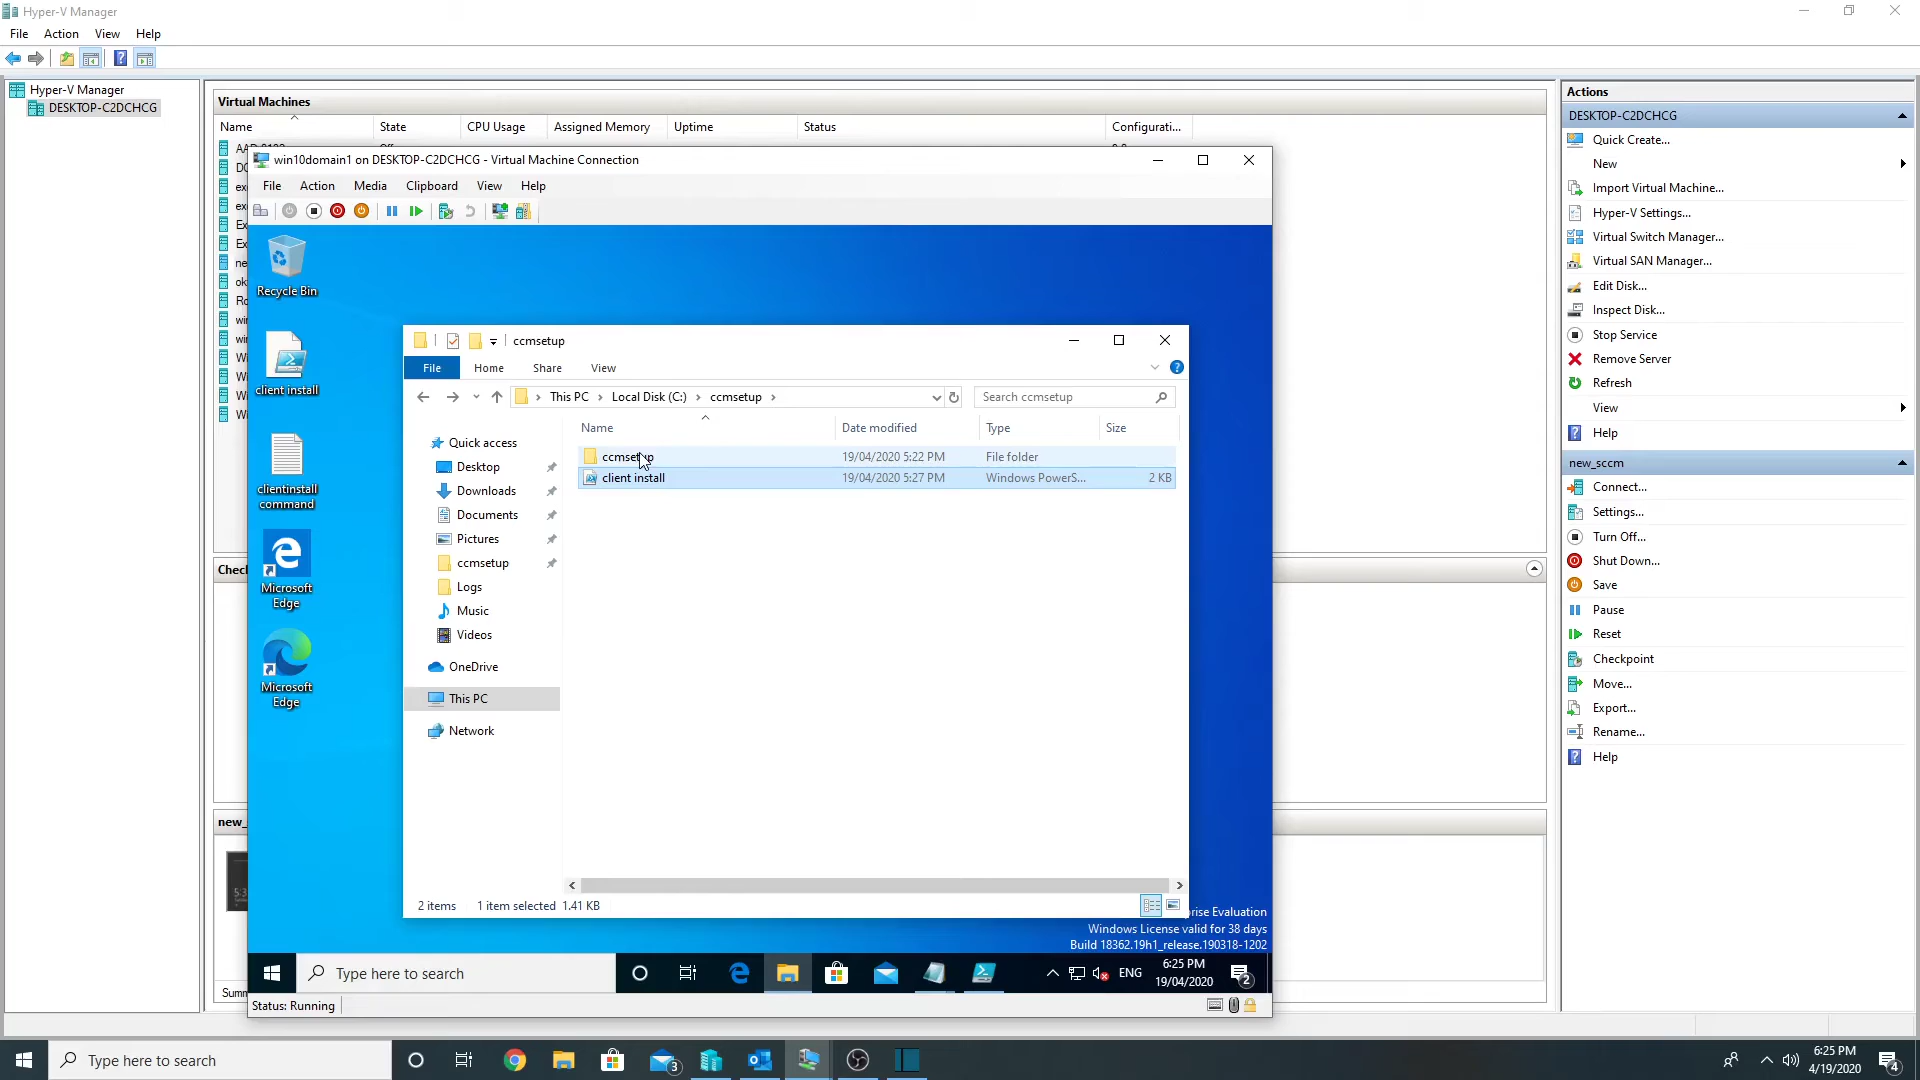 Hyper-V Manager
File Action View Help
Hyper-V Manager
DESKTOP-C2DCHCG
Virtual Machines
Name State CPU Usage Assigned Memory Uptime Status Configurati...
win10domain1 on DESKTOP-C2DCHCG - Virtual Machine Connection
File Action Media Clipboard View Help
Recycle Bin
client install
clientinstall
command
Microsoft
Edge
Microsoft
Edge
ccmsetup
File Home Share View
This PC Local Disk (C:) ccmsetup
Search ccmsetup
Name Date modified Type Size
ccmsetup 19/04/2020 5:22 PM File folder
client install 19/04/2020 5:27 PM Windows PowerS... 2 KB
Quick access
Desktop
Downloads
Documents
Pictures
ccmsetup
Logs
Music
Videos
OneDrive
This PC
Network
2 items 1 item selected 1.41 KB
rise Evaluation
Windows License valid for 38 days
Build 18362.19h1_release.190318-1202
Type here to search
ENG
6:25 PM
19/04/2020
2
Status: Running
Actions
DESKTOP-C2DCHCG
Quick Create...
New
Import Virtual Machine...
Hyper-V Settings...
Virtual Switch Manager...
Virtual SAN Manager...
Edit Disk...
Inspect Disk...
Stop Service
Remove Server
Refresh
View
Help
new_sccm
Connect...
Settings...
Turn Off...
Shut Down...
Save
Pause
Reset
Checkpoint
Move...
Export...
Rename...
Help
Type here to search
3
6:25 PM
4/19/2020
4